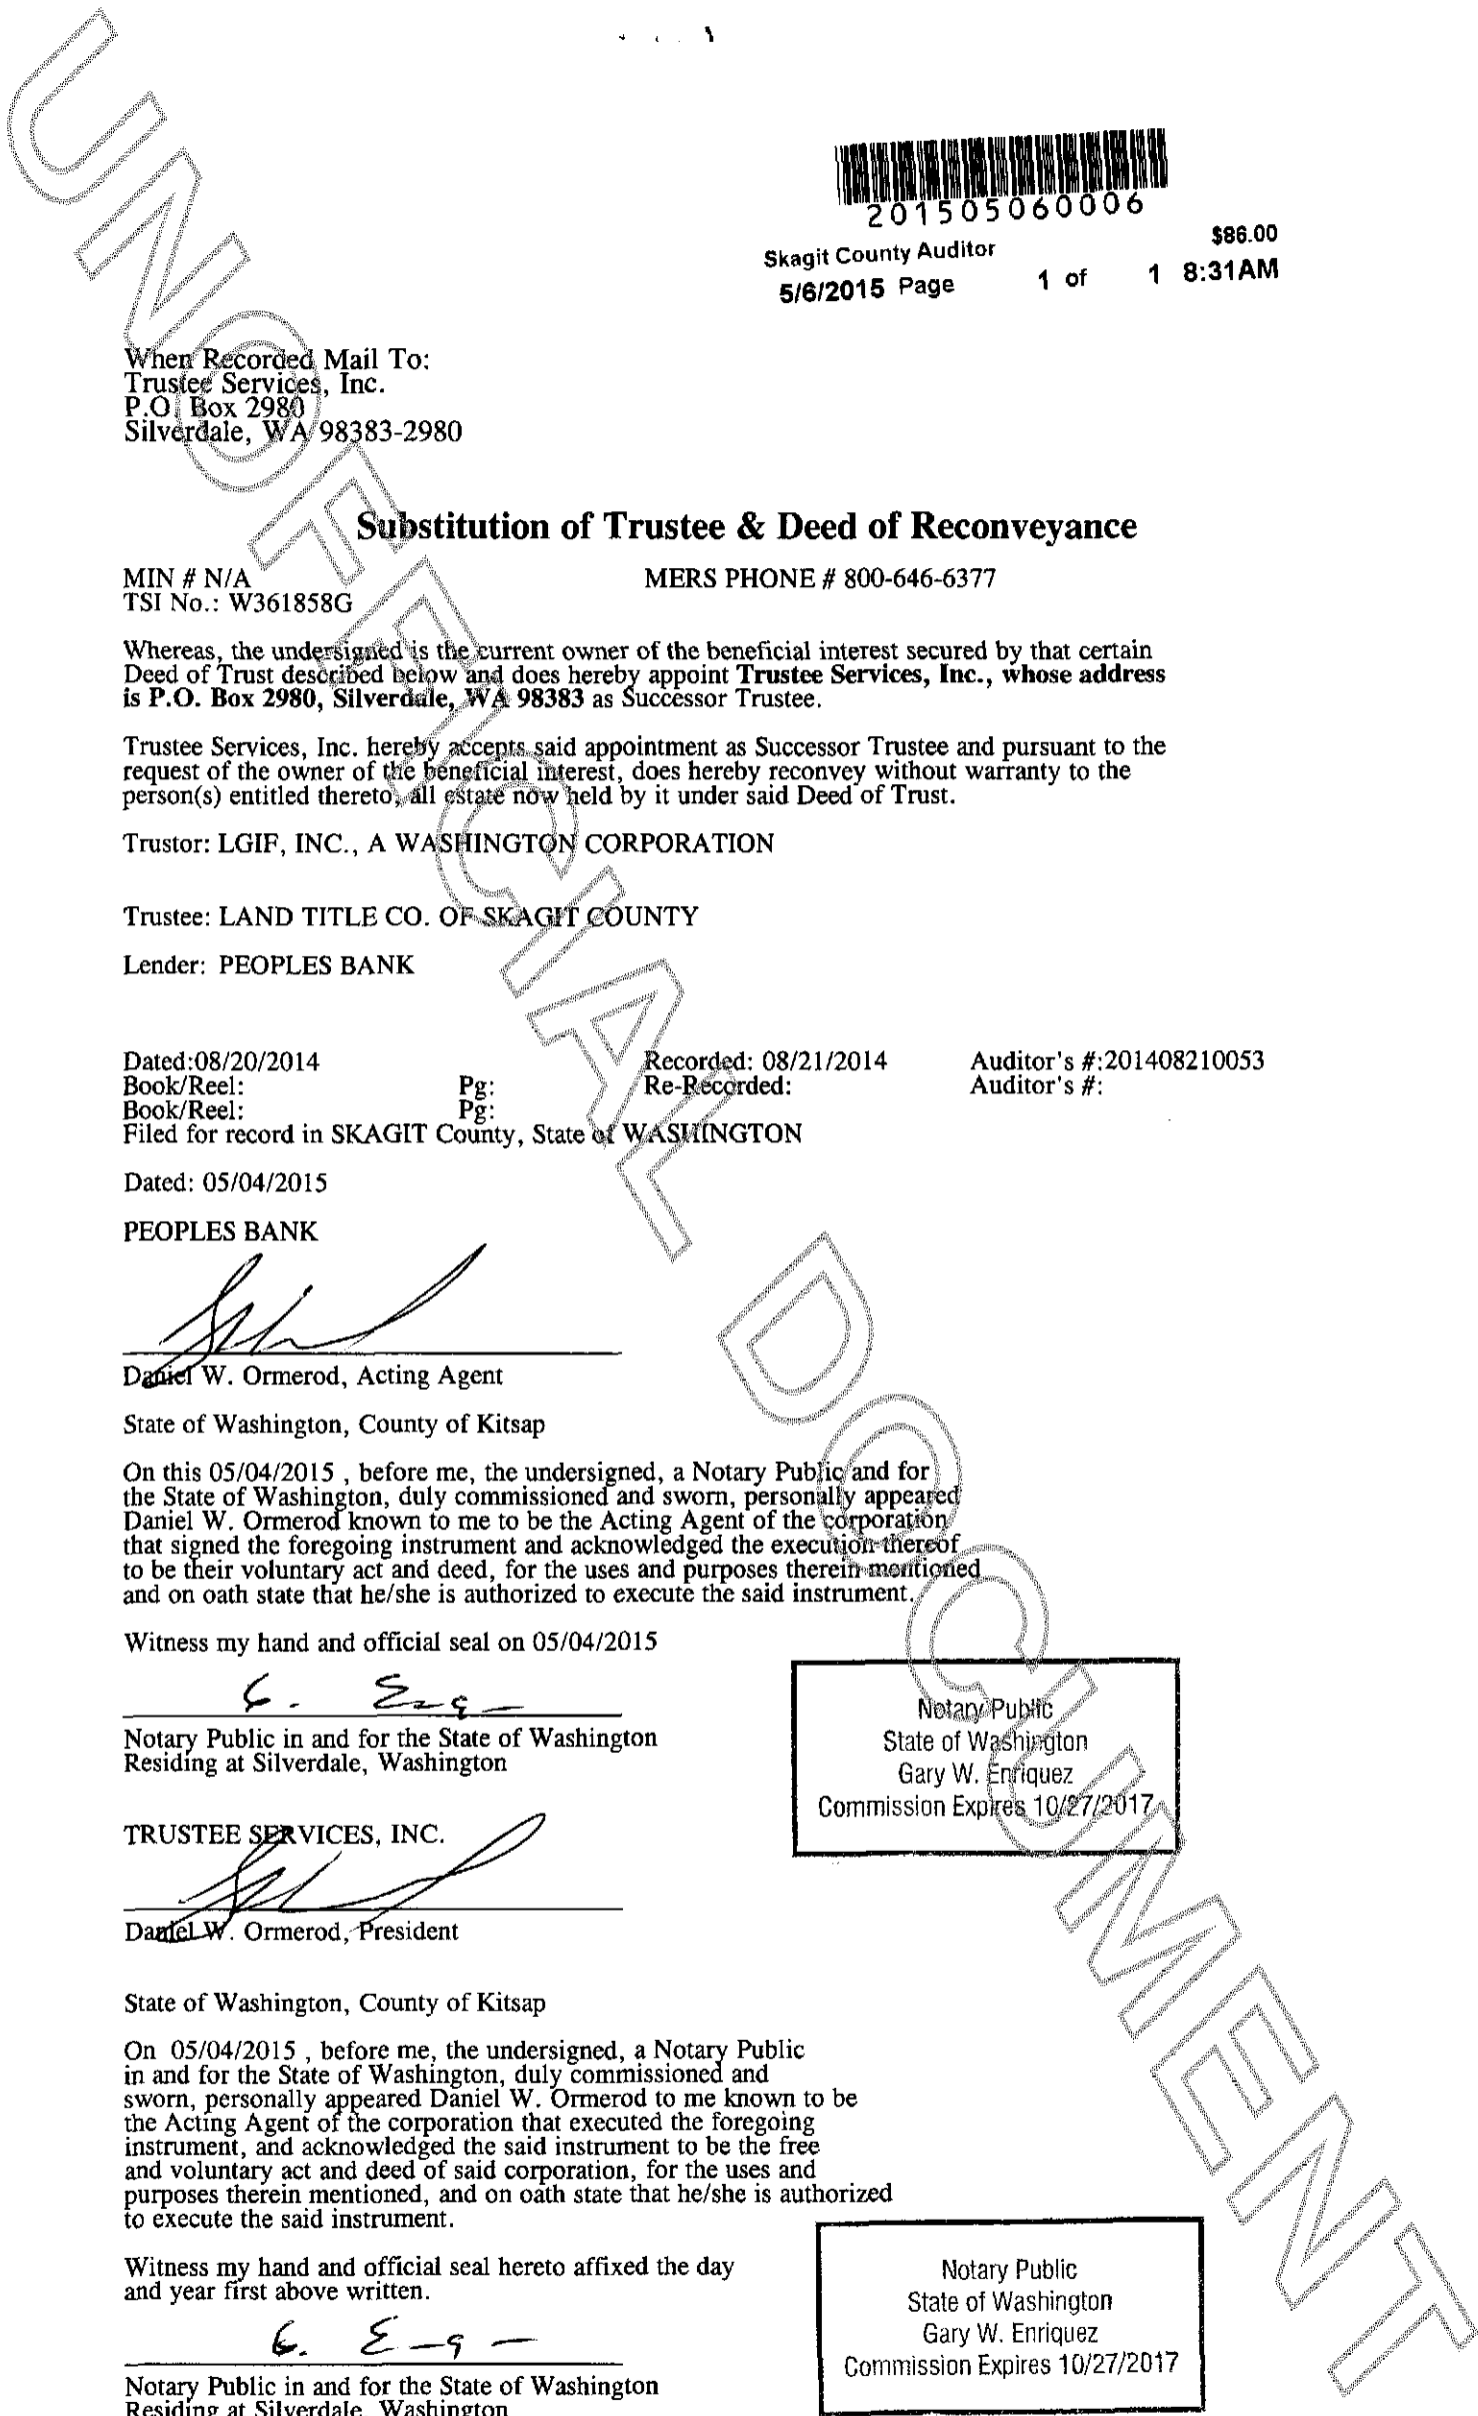 201505060006
Skagit County Auditor $86.00
5/6/2015 Page 1 of 1 8:31AM
When Recorded Mail To:
Trustee Services, Inc.
P.O. Box 2980
Silverdale, WA 98383-2980
Substitution of Trustee & Deed of Reconveyance
MIN # N/A MERS PHONE # 800-646-6377
TSI No.: W361858G
Whereas, the undersigned is the current owner of the beneficial interest secured by that certain
Deed of Trust described below and does hereby appoint Trustee Services, Inc., whose address
is P.O. Box 2980, Silverdale, WA 98383 as Successor Trustee.
Trustee Services, Inc. hereby accepts said appointment as Successor Trustee and pursuant to the
request of the owner of the beneficial interest, does hereby reconvey without warranty to the
person(s) entitled thereto, all estate now held by it under said Deed of Trust.
Trustor: LGIF, INC., A WASHINGTON CORPORATION
Trustee: LAND TITLE CO. OF SKAGIT COUNTY
Lender: PEOPLES BANK
Dated:08/20/2014 Recorded: 08/21/2014 Auditor's #:201408210053
Book/Reel: Pg: Re-Recorded: Auditor's #:
Book/Reel: Pg:
Filed for record in SKAGIT County, State of WASHINGTON
Dated: 05/04/2015
PEOPLES BANK
Daniel W. Ormerod, Acting Agent
State of Washington, County of Kitsap
On this 05/04/2015 , before me, the undersigned, a Notary Public and for
the State of Washington, duly commissioned and sworn, personally appeared
Daniel W. Ormerod known to me to be the Acting Agent of the corporation
that signed the foregoing instrument and acknowledged the execution thereof
to be their voluntary act and deed, for the uses and purposes therein mentioned
and on oath state that he/she is authorized to execute the said instrument.
Witness my hand and official seal on 05/04/2015
Notary Public in and for the State of Washington
Residing at Silverdale, Washington
Notary Public
State of Washington
Gary W. Enriquez
Commission Expires 10/27/2017
TRUSTEE SERVICES, INC.
Daniel W. Ormerod, President
State of Washington, County of Kitsap
On 05/04/2015 , before me, the undersigned, a Notary Public
in and for the State of Washington, duly commissioned and
sworn, personally appeared Daniel W. Ormerod to me known to be
the Acting Agent of the corporation that executed the foregoing
instrument, and acknowledged the said instrument to be the free
and voluntary act and deed of said corporation, for the uses and
purposes therein mentioned, and on oath state that he/she is authorized
to execute the said instrument.
Witness my hand and official seal hereto affixed the day
and year first above written.
Notary Public in and for the State of Washington
Residing at Silverdale, Washington
Notary Public
State of Washington
Gary W. Enriquez
Commission Expires 10/27/2017
UNOFFICIAL DOCUMENT